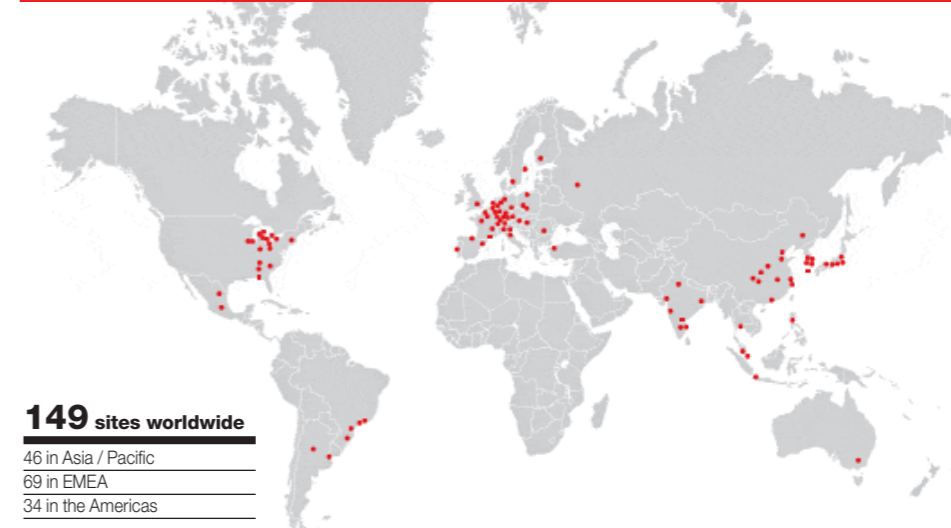 149 sites worldwide
46 in Asia / Pacific
69 in EMEA
34 in the Americas